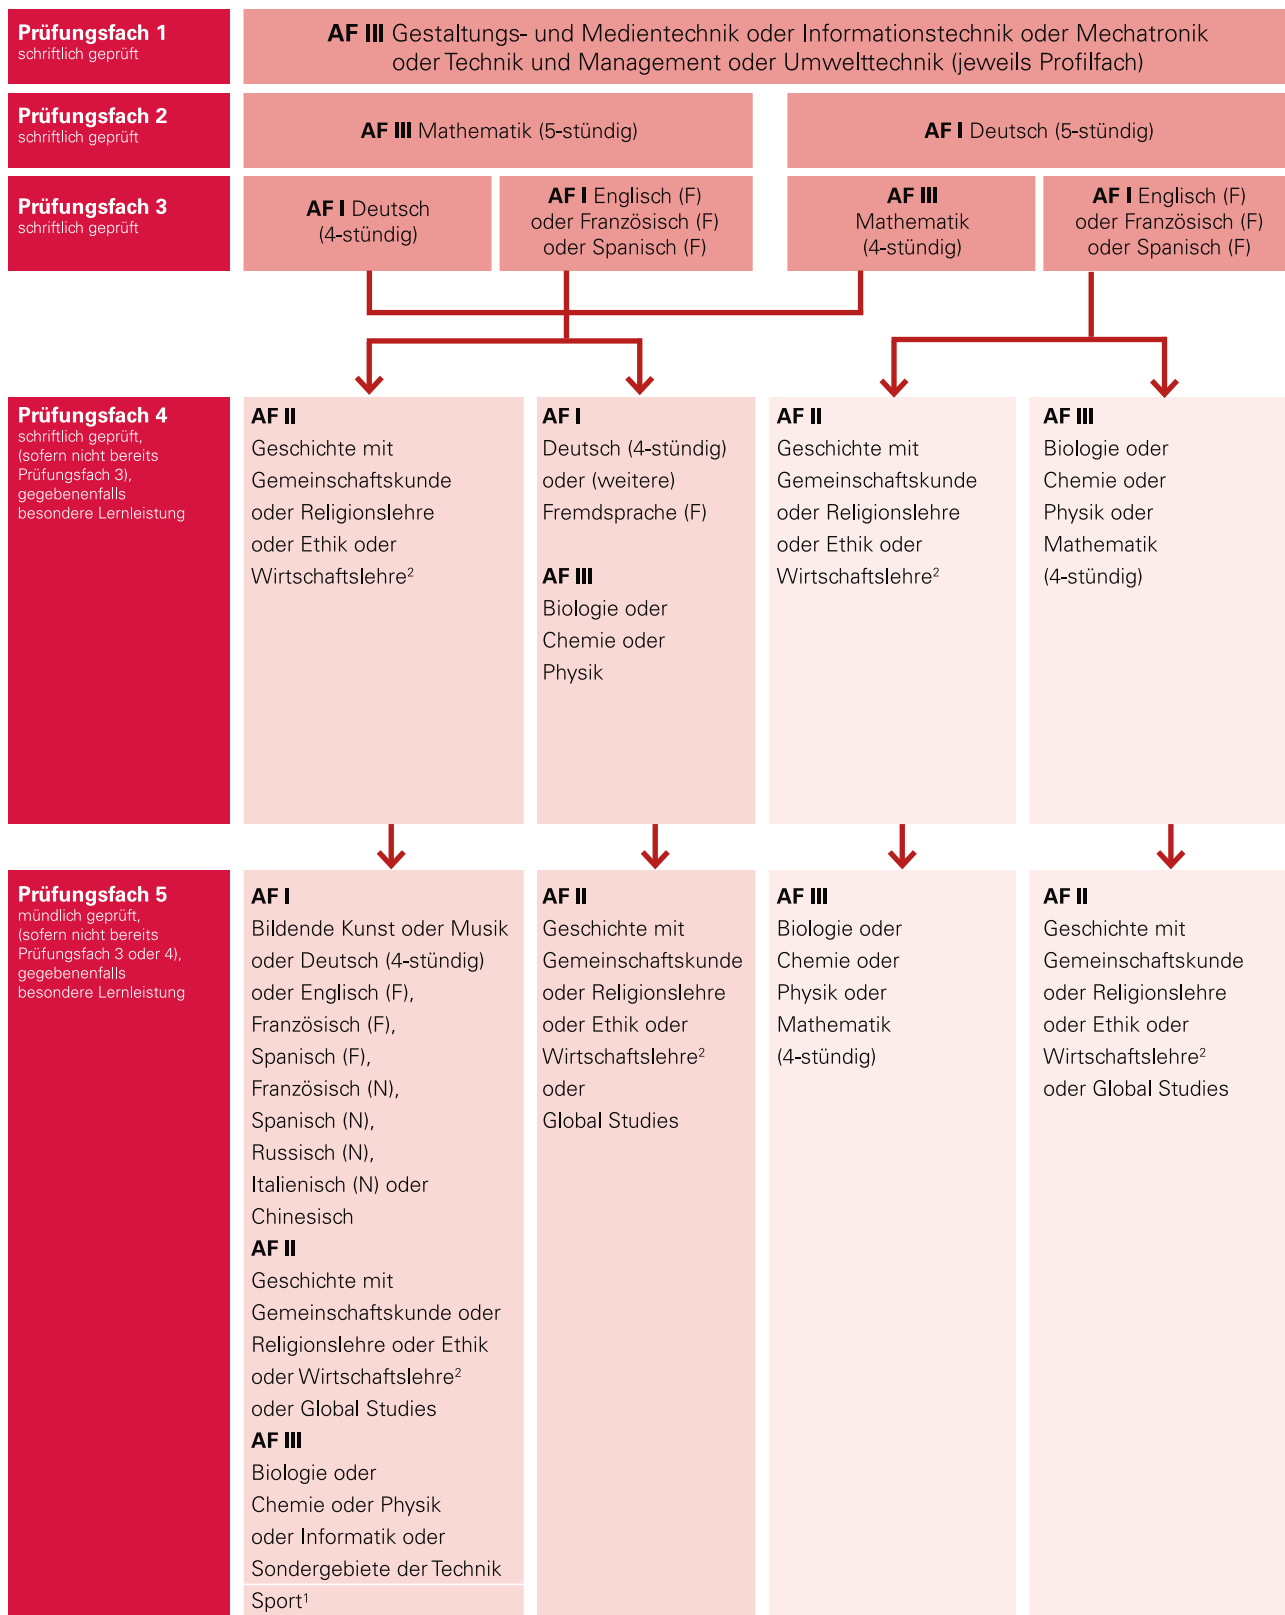 Prüfungsfach 1
schriftlich geprüft
AF III Gestaltungs- und Medientechnik oder Informationstechnik oder Mechatronik
oder Technik und Management oder Umwelttechnik (jeweils Profilfach)
Prüfungsfach 2
schriftlich geprüft
AF III Mathematik (5-stündig)
AF I Deutsch (5-stündig)
Prüfungsfach 3
schriftlich geprüft
AF I Deutsch
(4-stündig)
AF I Englisch (F)
oder Französisch (F)
oder Spanisch (F)
AF III
Mathematik
(4-stündig)
AF I Englisch (F)
oder Französisch (F)
oder Spanisch (F)
Prüfungsfach 4
schriftlich geprüft,
(sofern nicht bereits
Prüfungsfach 3),
gegebenenfalls
besondere Lernleistung
AF II
Geschichte mit
Gemeinschaftskunde
oder Religionslehre
oder Ethik oder
Wirtschaftslehre²
AF I
Deutsch (4-stündig)
oder (weitere)
Fremdsprache (F)
AF III
Biologie oder
Chemie oder
Physik
AF II
Geschichte mit
Gemeinschaftskunde
oder Religionslehre
oder Ethik oder
Wirtschaftslehre²
AF III
Biologie oder
Chemie oder
Physik oder
Mathematik
(4-stündig)
Prüfungsfach 5
mündlich geprüft,
(sofern nicht bereits
Prüfungsfach 3 oder 4),
gegebenenfalls
besondere Lernleistung
AF I
Bildende Kunst oder Musik
oder Deutsch (4-stündig)
oder Englisch (F),
Französisch (F),
Spanisch (F),
Französisch (N),
Spanisch (N),
Russisch (N),
Italienisch (N) oder
Chinesisch
AF II
Geschichte mit
Gemeinschaftskunde oder
Religionslehre oder Ethik
oder Wirtschaftslehre²
oder Global Studies
AF III
Biologie oder
Chemie oder Physik
oder Informatik oder
Sondergebiete der Technik
Sport¹
AF II
Geschichte mit
Gemeinschaftskunde
oder Religionslehre
oder Ethik oder
Wirtschaftslehre²
oder
Global Studies
AF III
Biologie oder
Chemie oder
Physik oder
Mathematik
(4-stündig)
AF II
Geschichte mit
Gemeinschaftskunde
oder Religionslehre
oder Ethik oder
Wirtschaftslehre²
oder Global Studies